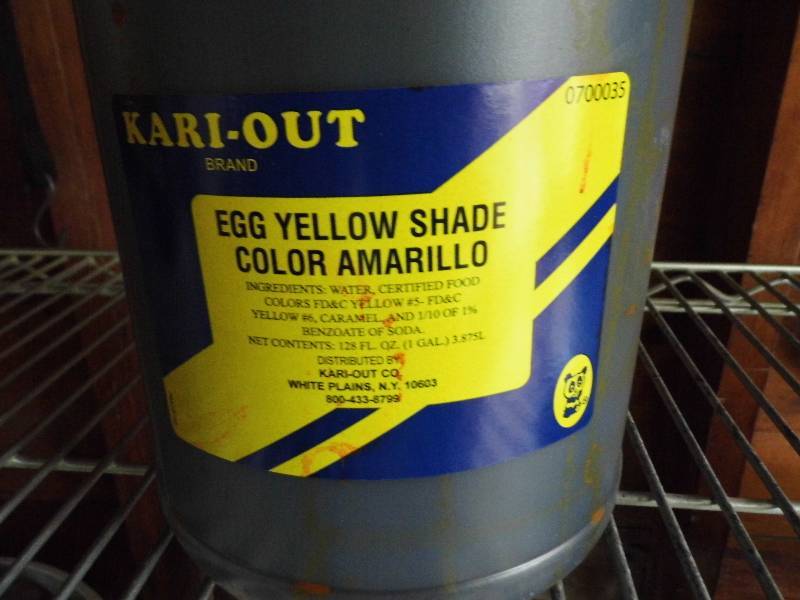 0700035
KARI-OUT
BRAND
EGG YELLOW SHADE
COLOR AMARILLO
INGREDIENTS: WATER, CERTIFIED FOOD
COLORS FD&C YELLOW #5- FD&C
YELLOW #6, CARAMEL, AND 1/10 OF 1%
BENZOATE OF SODA.
NET CONTENTS: 128 FL. OZ. (1 GAL.) 3.875L
DISTRIBUTED BY
KARI-OUT CO.
WHITE PLAINS, N.Y. 10603
800-433-8799